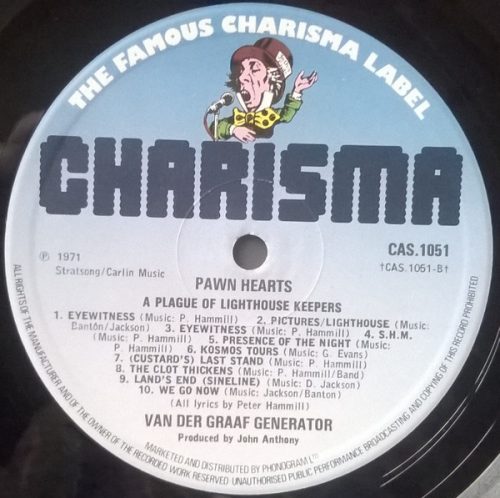 THE FAMOUS CHARISMA LABEL
CHARISMA
℗ 1971
Stratsong/Carlin Music
CAS.1051
†CAS 1051-B†
PAWN HEARTS
A PLAGUE OF LIGHTHOUSE KEEPERS
1. EYEWITNESS (Music: P. Hammill) 2. PICTURES/LIGHTHOUSE (Music:
Banton/Jackson) 3. EYEWITNESS (Music: P. Hammill) 4. S.H.M.
(Music: P. Hammill) 5. PRESENCE OF THE NIGHT (Music:
P. Hammill) 6. KOSMOS TOURS (Music: G. Evans)
7. (CUSTARD'S) LAST STAND (Music: P. Hammill)
8. THE CLOT THICKENS (Music: P. Hammill/Band)
9. LAND'S END (SINELINE) (Music: D. Jackson)
10. WE GO NOW (Music: Jackson/Banton)
(All lyrics by Peter Hammill)
VAN DER GRAAF GENERATOR
Produced by John Anthony
MARKETED AND DISTRIBUTED BY PHONOGRAM LTD
ALL RIGHTS OF THE MANUFACTURER AND OF THE OWNER OF THE RECORDED WORK RESERVED UNAUTHORISED PUBLIC PERFORMANCE BROADCASTING AND COPYING OF THIS RECORD PROHIBITED